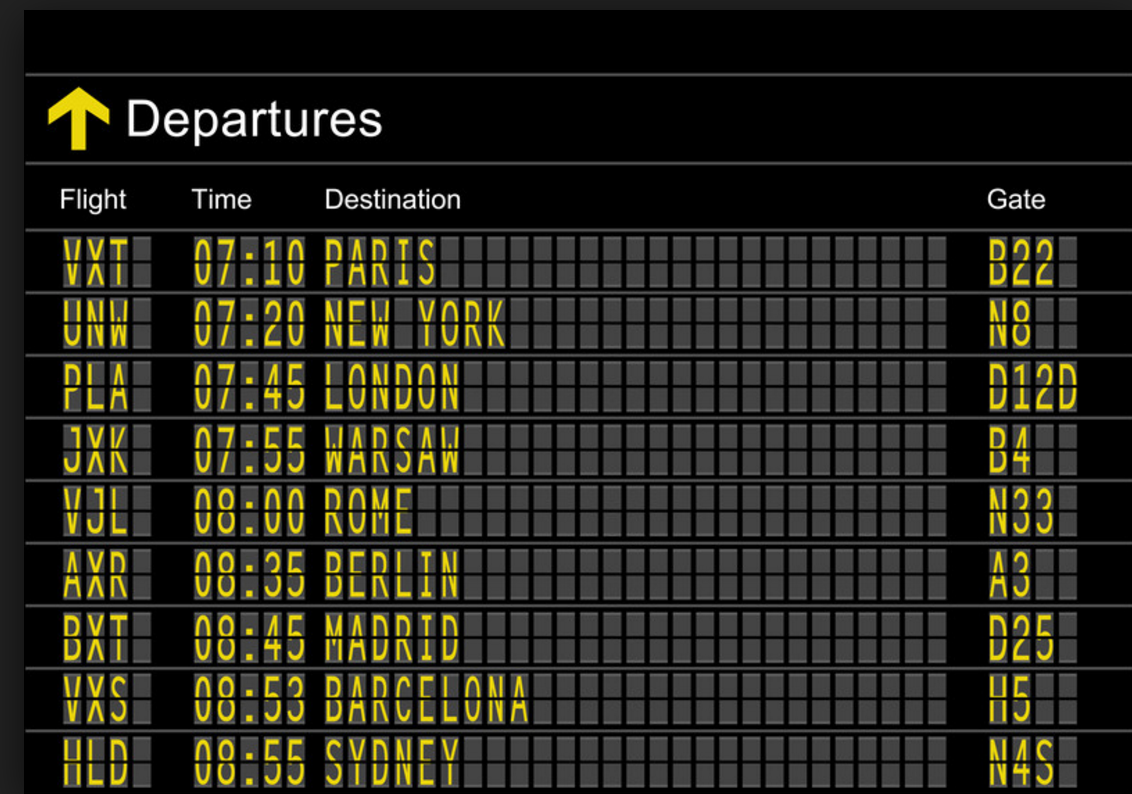 Departures
Flight Time Destination Gate
VXT 07:10 PARIS B22
UNW 07:20 NEW YORK N8
PLA 07:45 LONDON D12D
JXK 07:55 WARSAW B4
VJL 08:00 ROME N33
AXR 08:35 BERLIN A3
BXT 08:45 MADRID D25
VXS 08:53 BARCELONA H5
HLD 08:55 SYDNEY N4S